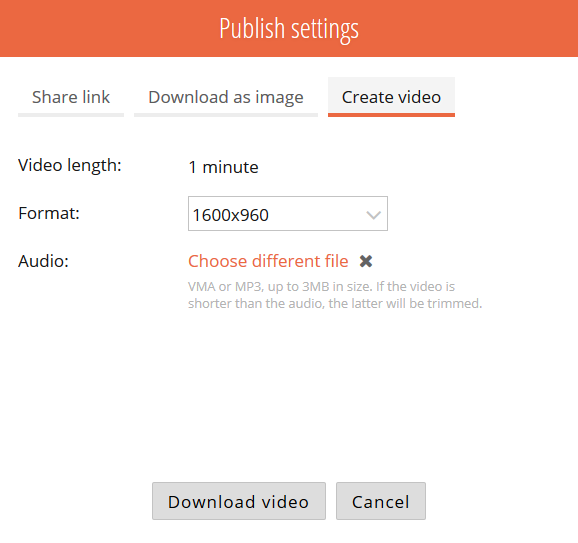 Publish settings
Share link
Download as image
Create video
Video length:
1 minute
Format:
1600x960
Audio:
Choose different file ✖
VMA or MP3, up to 3MB in size. If the video is
shorter than the audio, the latter will be trimmed.
Download video
Cancel